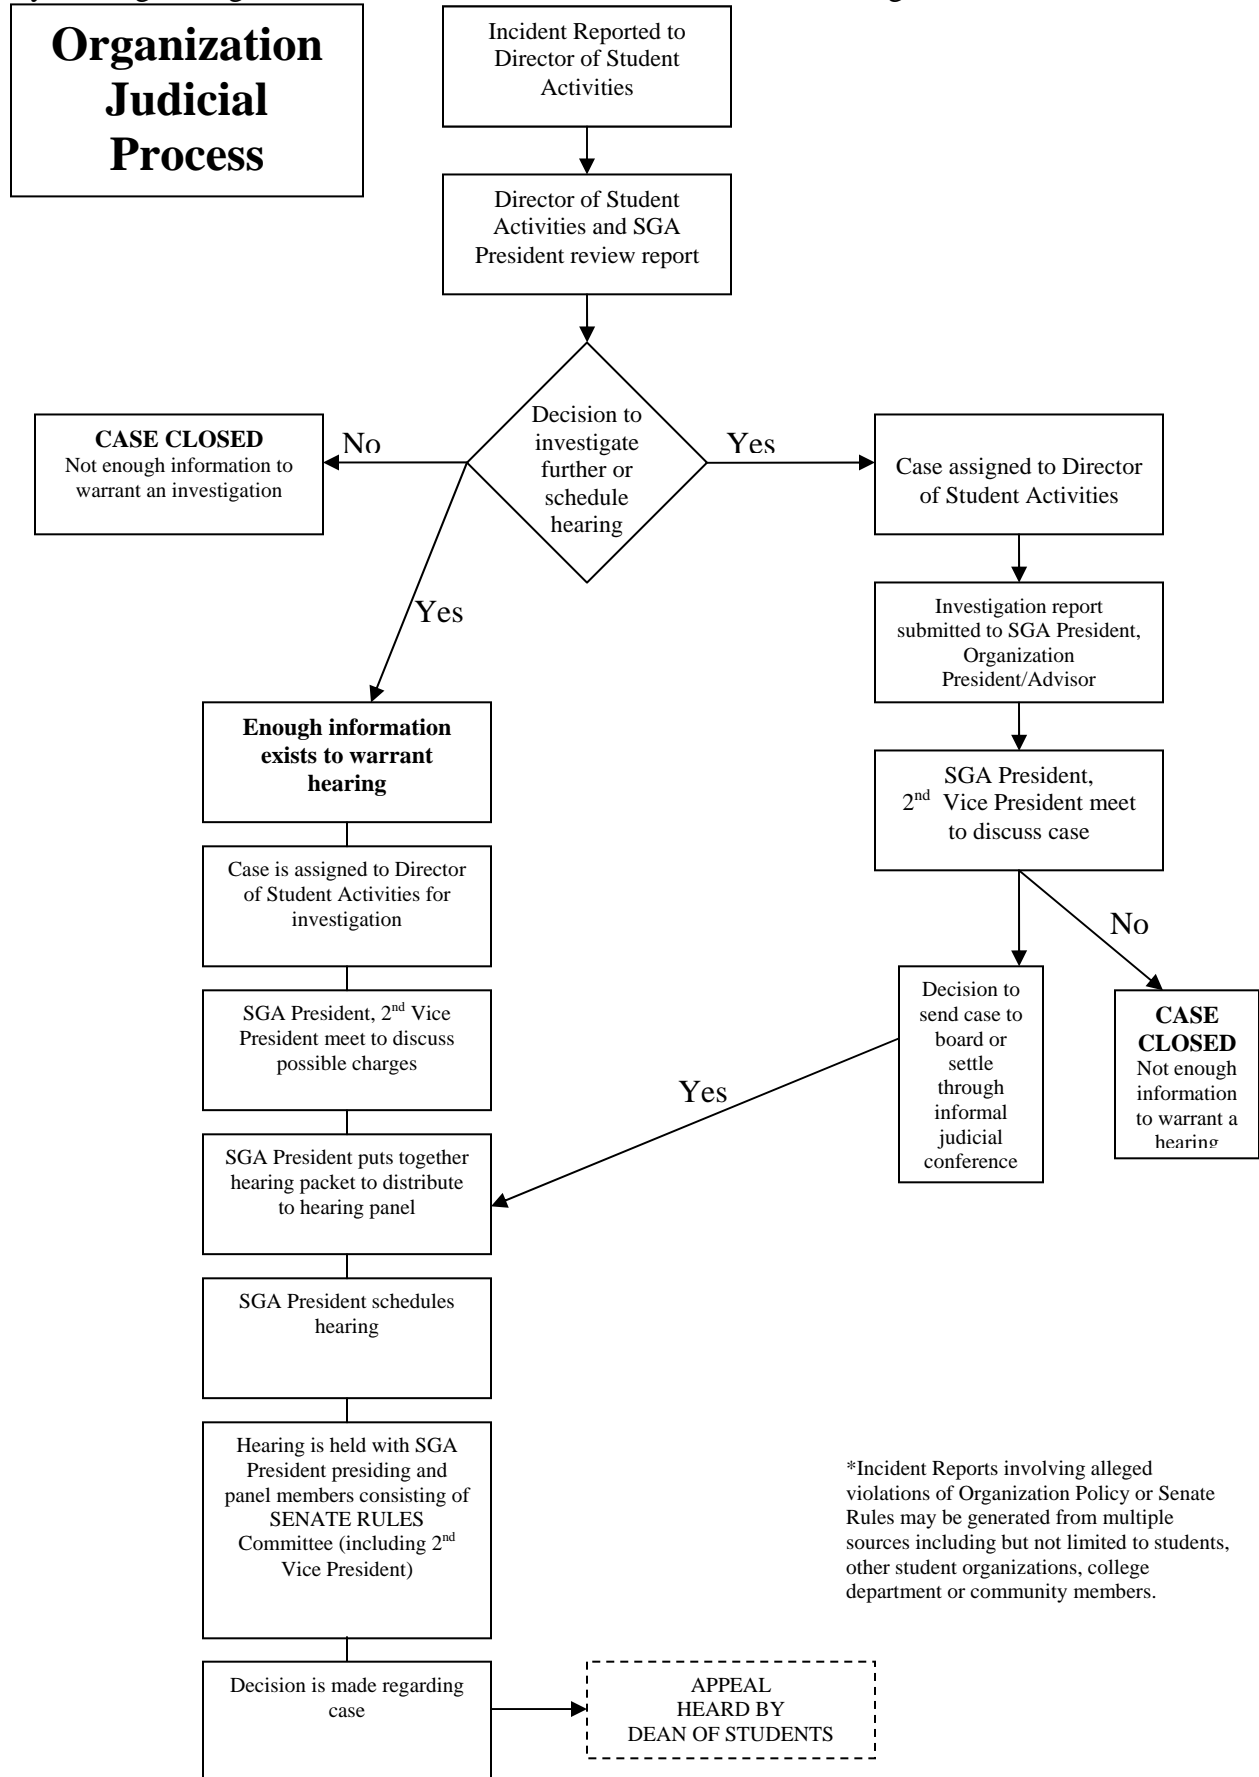 Organization
Judicial
Process
Incident Reported to
Director of Student
Activities
Director of Student
Activities and SGA
President review report
Decision to
investigate
further or
schedule
hearing
No
CASE CLOSED
Not enough information to
warrant an investigation
Yes
Case assigned to Director
of Student Activities
Yes
Investigation report
submitted to SGA President,
Organization
President/Advisor
Enough information
exists to warrant
hearing
SGA President,
2nd Vice President meet
to discuss case
Case is assigned to Director
of Student Activities for
investigation
No
Decision to
send case to
board or
settle
through
informal
judicial
conference
CASE
CLOSED
Not enough
information
to warrant a
hearing
SGA President, 2nd Vice
President meet to discuss
possible charges
Yes
SGA President puts together
hearing packet to distribute
to hearing panel
SGA President schedules
hearing
Hearing is held with SGA
President presiding and
panel members consisting of
SENATE RULES
Committee (including 2nd
Vice President)
*Incident Reports involving alleged
violations of Organization Policy or Senate
Rules may be generated from multiple
sources including but not limited to students,
other student organizations, college
department or community members.
Decision is made regarding
case
APPEAL
HEARD BY
DEAN OF STUDENTS